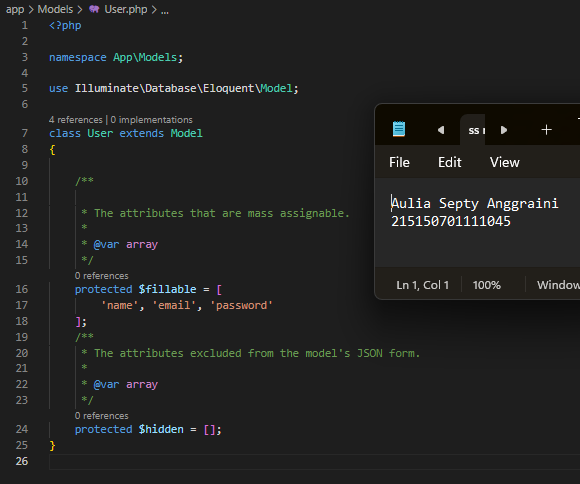 app > Models > User.php > ...
1 <?php
2
3 namespace App\Models;
4
5 use Illuminate\Database\Eloquent\Model;
6
4 references | 0 implementations
7 class User extends Model
8 {
9
10 /**
11
12 * The attributes that are mass assignable.
13 *
14 * @var array
15 */
0 references
16 protected $fillable = [
17 'name', 'email', 'password'
18 ];
19 /**
20 * The attributes excluded from the model's JSON form.
21 *
22 * @var array
23 */
0 references
24 protected $hidden = [];
25 }
26
ss
File Edit View
Aulia Septy Anggraini
215150701111045
Ln 1, Col 1 100% Window